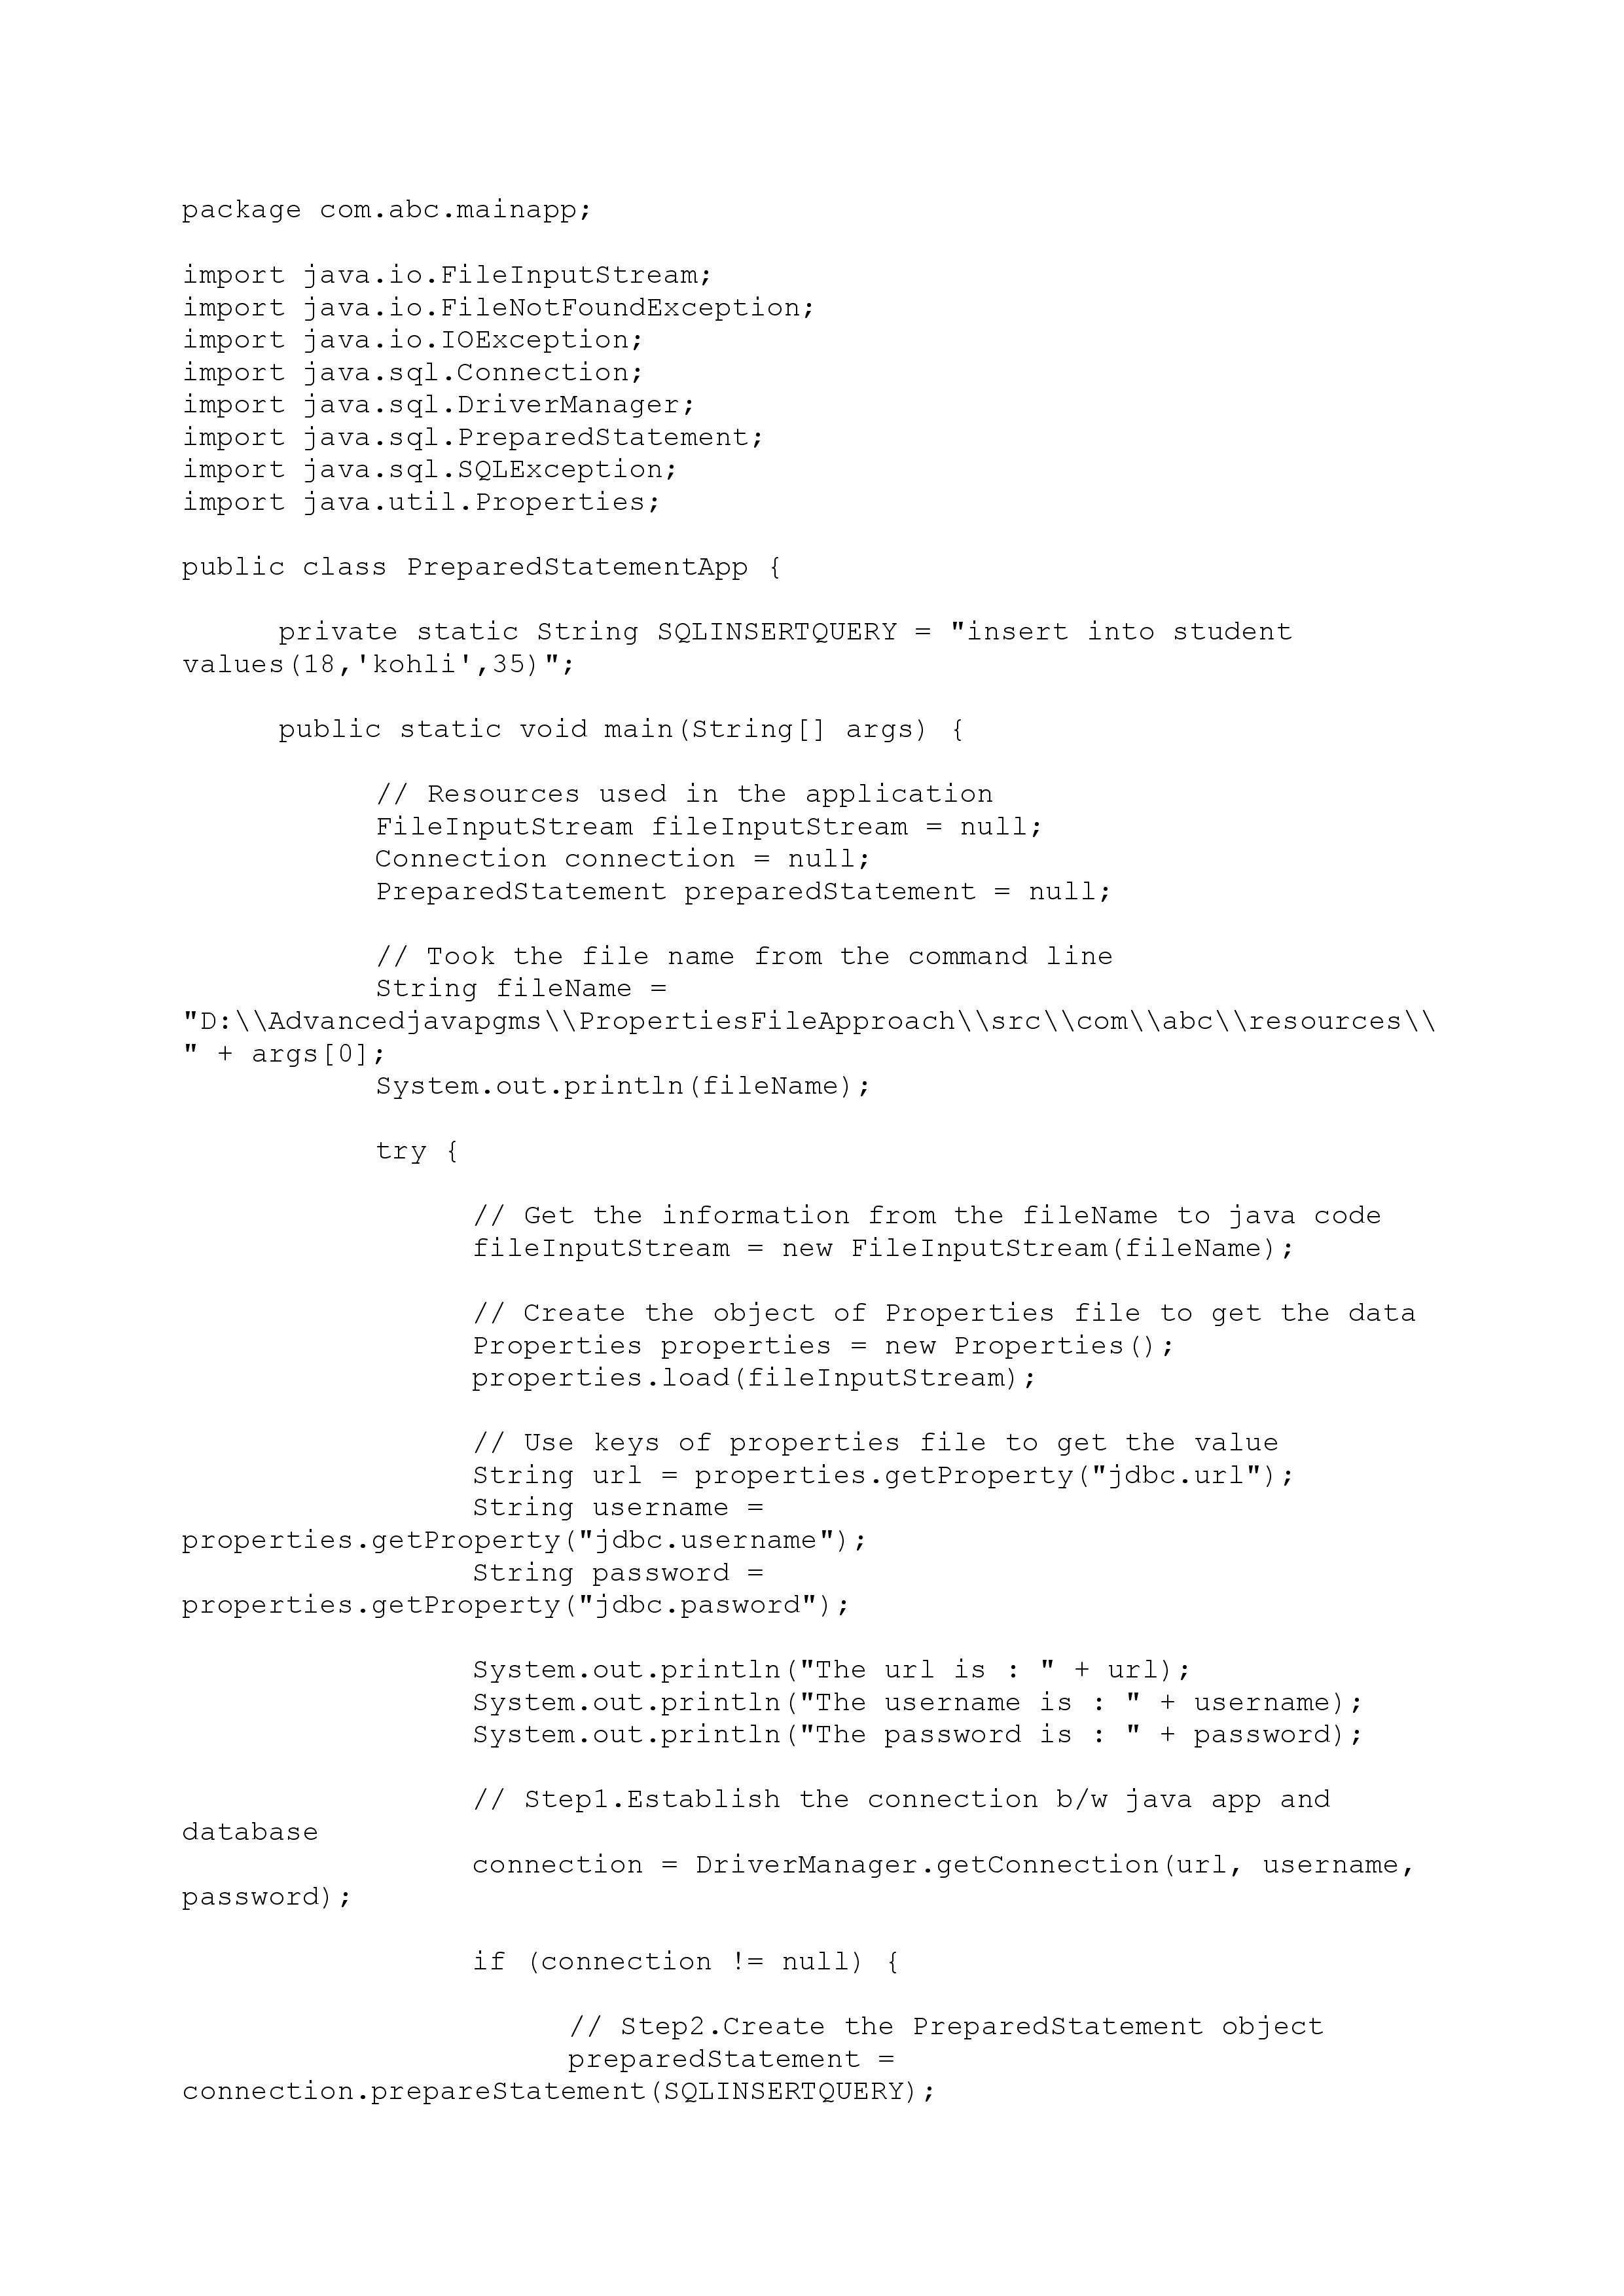 package com.abc.mainapp;
import java.io.FileInputStream;
import java.io.FileNotFoundException;
import java.io.IOException;
import java.sql.Connection;
import java.sql.DriverManager;
import java.sql.PreparedStatement;
import java.sql.SQLException;
import java.util.Properties;
public class PreparedStatementApp {
private static String SQLINSERTQUERY = "insert into student
values(18,'kohli',35)";
public static void main(String[] args) {
// Resources used in the application
FileInputStream fileInputStream = null;
Connection connection = null;
PreparedStatement preparedStatement = null;
// Took the file name from the command line
String fileName =
"D:\\Advancedjavapgms\\PropertiesFileApproach\\src\\com\\abc\\resources\\
" + args[0];
System.out.println(fileName);
try {
// Get the information from the fileName to java code
fileInputStream = new FileInputStream(fileName);
// Create the object of Properties file to get the data
Properties properties = new Properties();
properties.load(fileInputStream);
// Use keys of properties file to get the value
String url = properties.getProperty("jdbc.url");
String username =
properties.getProperty("jdbc.username");
String password =
properties.getProperty("jdbc.pasword");
System.out.println("The url is : " + url);
System.out.println("The username is : " + username);
System.out.println("The password is : " + password);
// Step1.Establish the connection b/w java app and
database
connection = DriverManager.getConnection(url, username,
password);
if (connection != null) {
// Step2.Create the PreparedStatement object
preparedStatement =
connection.prepareStatement(SQLINSERTQUERY);